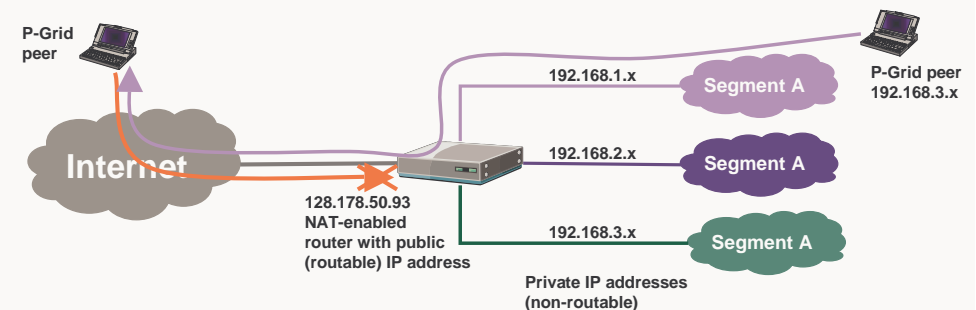 P-Grid
peer
192.168.1.x
Segment A
P-Grid peer
192.168.3.x
Internet
192.168.2.x
Segment A
128.178.50.93
NAT-enabled
router with public
(routable) IP address
192.168.3.x
Segment A
Private IP addresses
(non-routable)